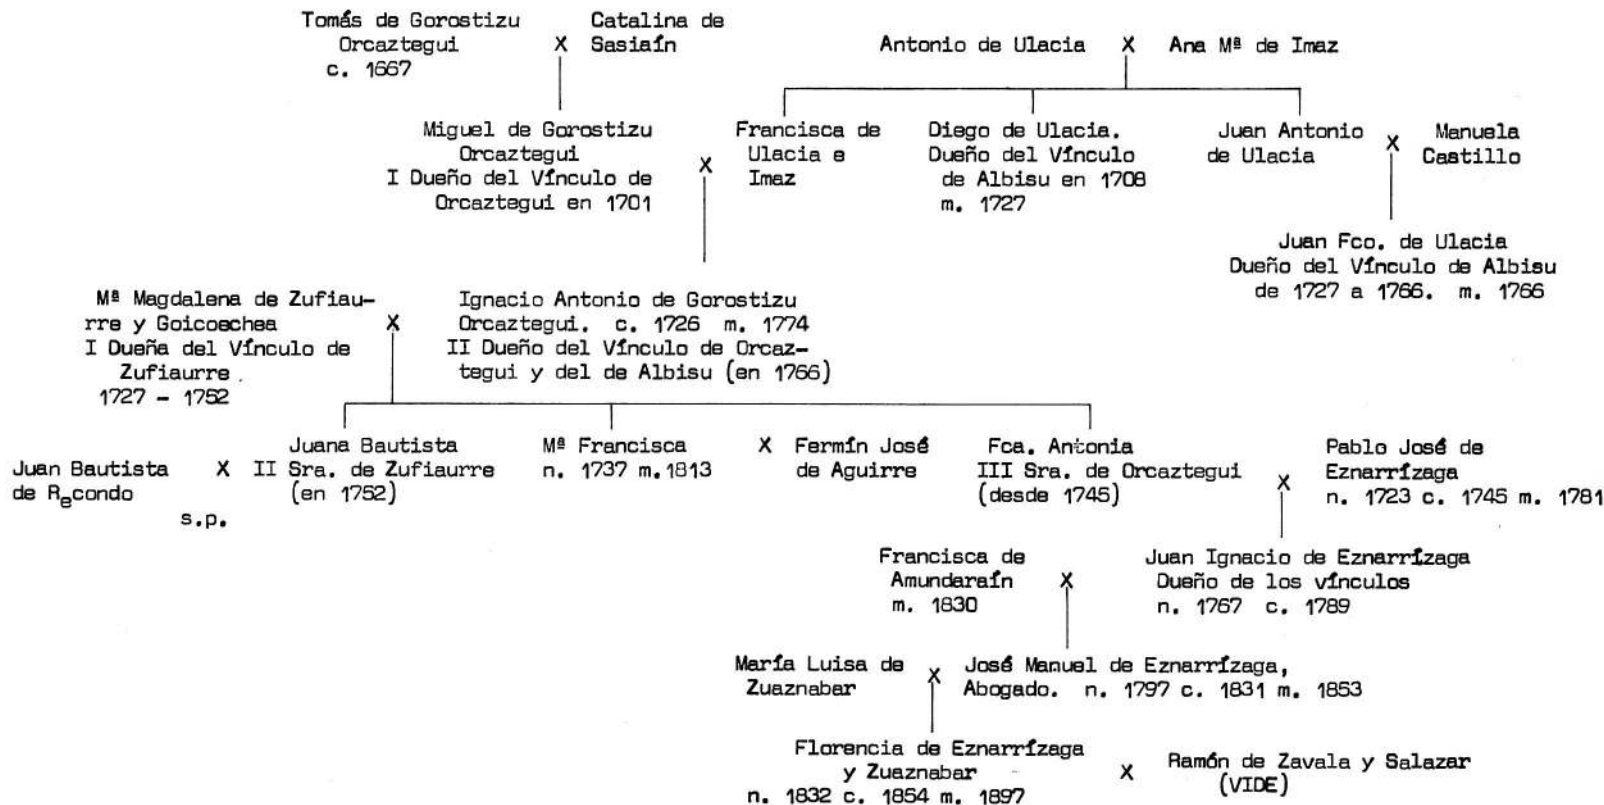 Tomás de Gorostizu
Orcaztegui
c. 1667
X
Catalina de
Sasiaín
Antonio de Ulacia X Ana Mª de Imaz
Miguel de Gorostizu
Orcaztegui
I Dueño del Vínculo de
Orcaztegui en 1701
X
Francisca de
Ulacia e
Imaz
Diego de Ulacia.
Dueño del Vínculo
de Albisu en 1708
m. 1727
Juan Antonio
de Ulacia
X
Manuela
Castillo
Juan Fco. de Ulacia
Dueño del Vínculo de Albisu
de 1727 a 1766. m. 1766
Mª Magdalena de Zufiau-
rre y Goicoechea
I Dueña del Vínculo de
Zufiaurre
1727 - 1752
X
Ignacio Antonio de Gorostizu
Orcaztegui. c. 1726 m. 1774
II Dueño del Vínculo de Orcaz-
tegui y del de Albisu (en 1766)
Juan Bautista
de Recondo
X
Juana Bautista
II Sra. de Zufiaurre
(en 1752)
s.p.
Mª Francisca
n. 1737 m.1813
X
Fermín José
de Aguirre
Fca. Antonia
III Sra. de Orcaztegui
(desde 1745)
X
Pablo José de
Eznarrízaga
n. 1723 c. 1745 m. 1781
Francisca de
Amundaraín
m. 1830
X
Juan Ignacio de Eznarrízaga
Dueño de los vínculos
n. 1767 c. 1789
María Luisa de
Zuaznabar
X
José Manuel de Eznarrízaga,
Abogado. n. 1797 c. 1831 m. 1853
Florencia de Eznarrízaga
y Zuaznabar
n. 1832 c. 1854 m. 1897
X
Ramón de Zavala y Salazar
(VIDE)